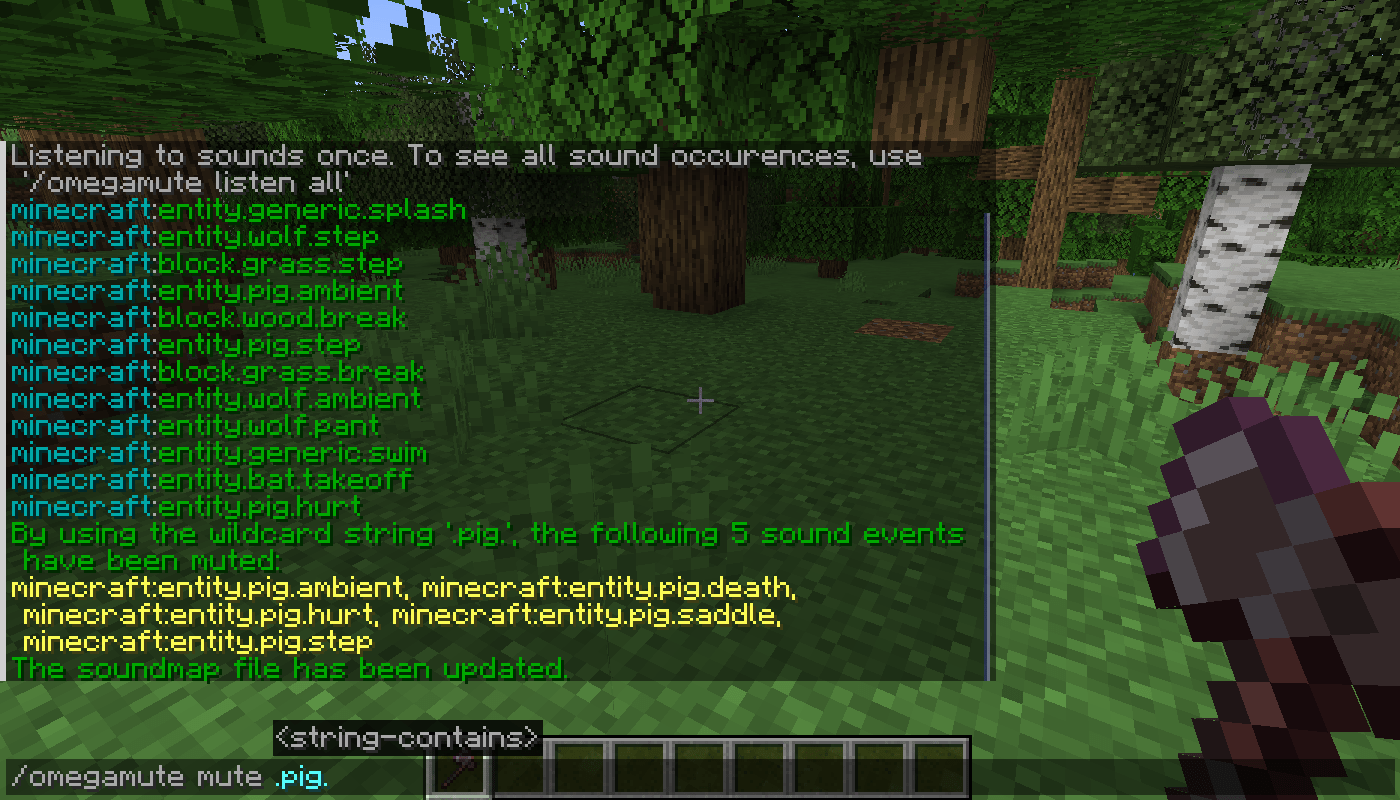 Listening to sounds once. To see all sound occurences, use
'/omegamute listen all'
minecraft:entity.generic.splash
minecraft:entity.wolf.step
minecraft:block.grass.step
minecraft:entity.pig.ambient
minecraft:block.wood.break
minecraft:entity.pig.step
minecraft:block.grass.break
minecraft:entity.wolf.ambient
minecraft:entity.wolf.pant
minecraft:entity.generic.swim
minecraft:entity.bat.takeoff
minecraft:entity.pig.hurt
By using the wildcard string '.pig.', the following 5 sound events
have been muted:
minecraft:entity.pig.ambient, minecraft:entity.pig.death,
minecraft:entity.pig.hurt, minecraft:entity.pig.saddle,
minecraft:entity.pig.step
The soundmap file has been updated.
<string-contains>
/omegamute mute .pig.